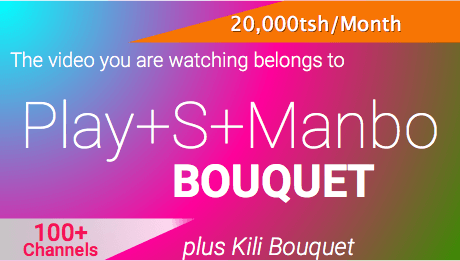 20,000tsh/Month
The video you are watching belongs to
Play+S+Manbo
BOUQUET
100+
Channels
plus Kili Bouquet